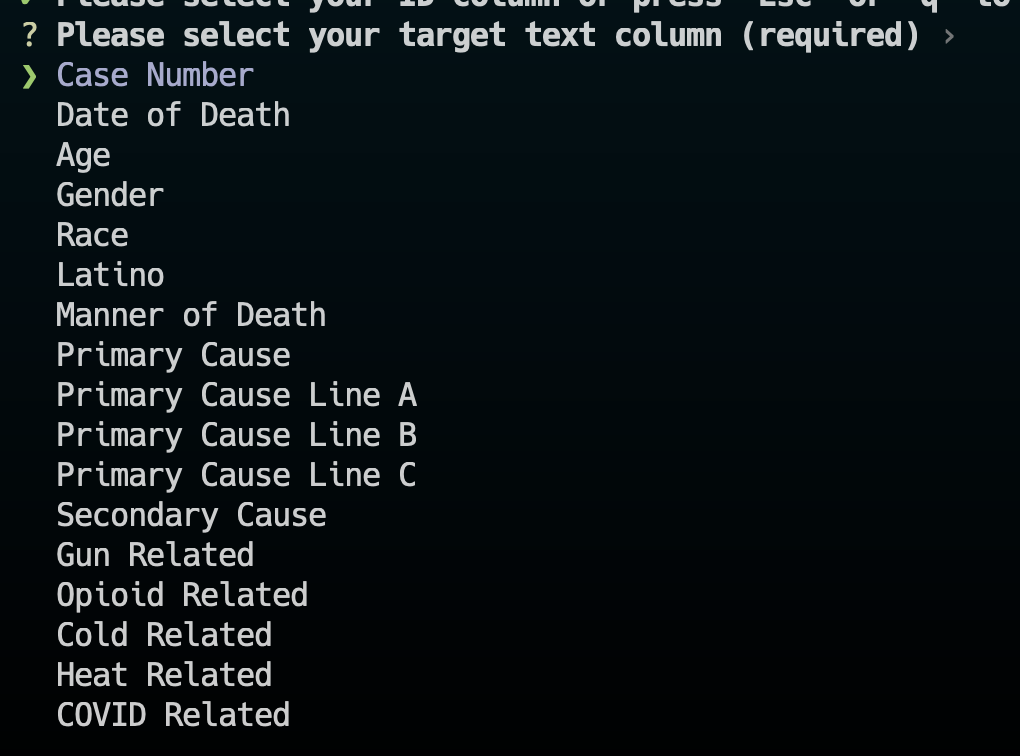 Please select your ID column or press "Esc" or "q" to
? Please select your target text column (required) ›
❯ Case Number
Date of Death
Age
Gender
Race
Latino
Manner of Death
Primary Cause
Primary Cause Line A
Primary Cause Line B
Primary Cause Line C
Secondary Cause
Gun Related
Opioid Related
Cold Related
Heat Related
COVID Related